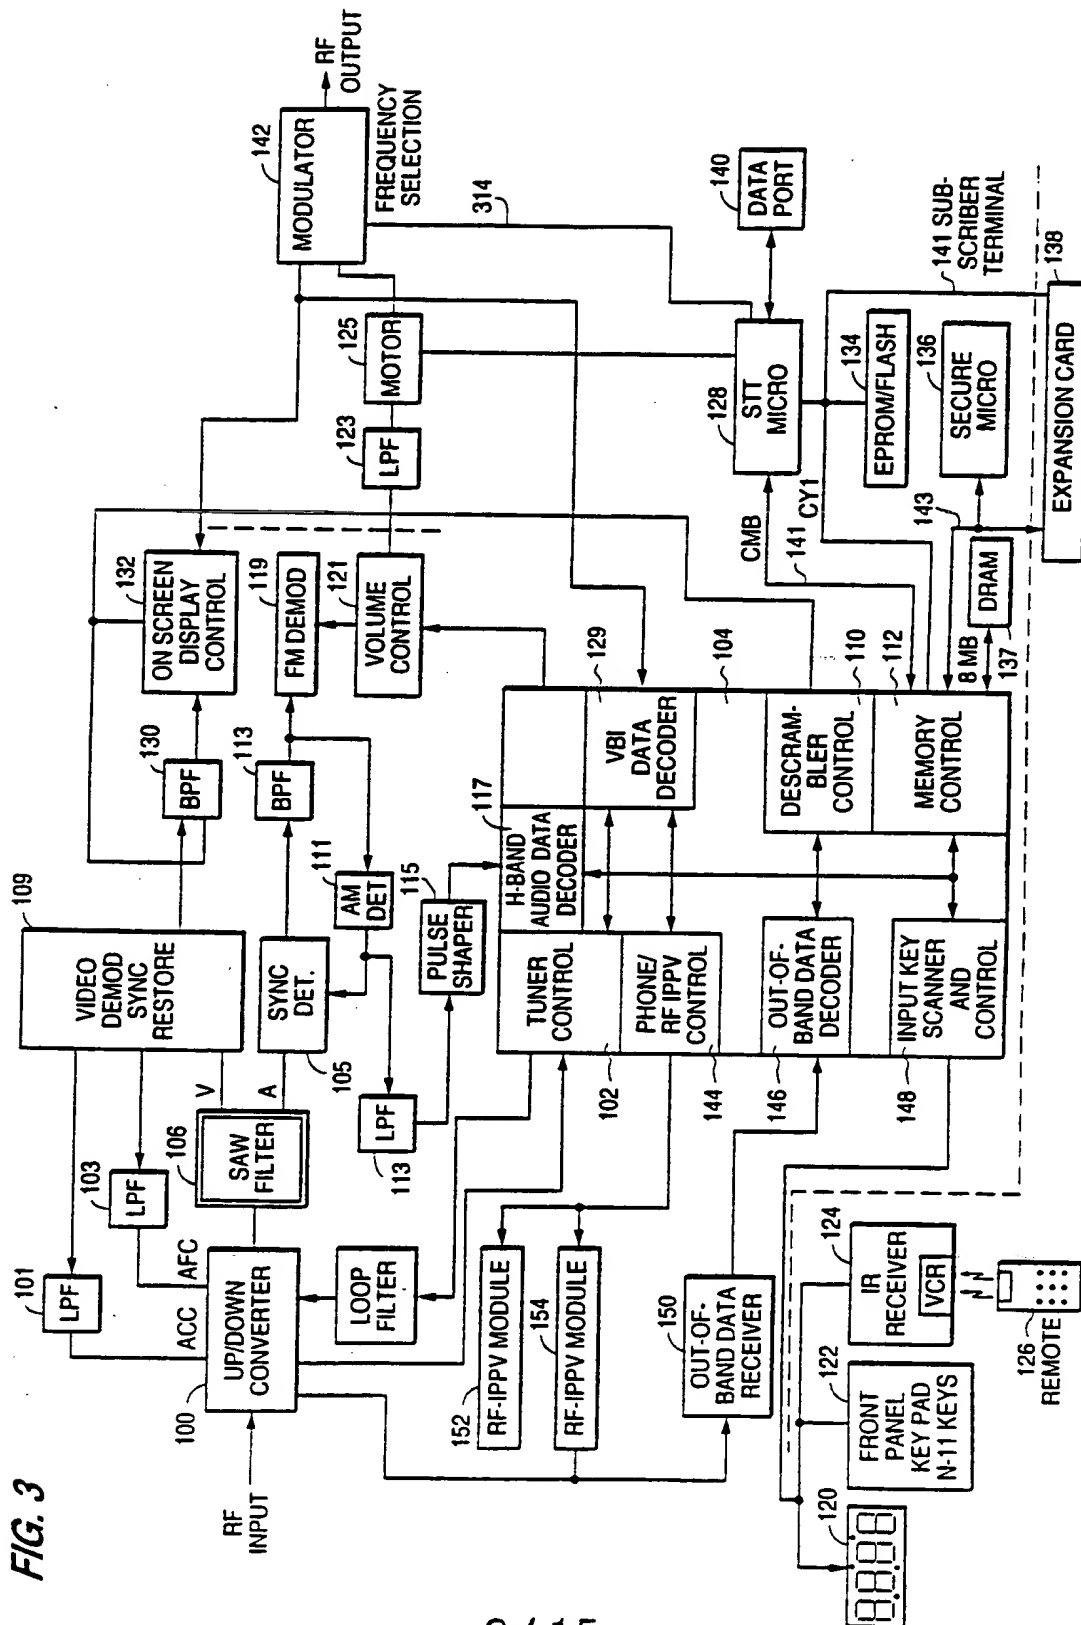 FIG. 3
RF
INPUT
100
UP/DOWN
CONVERTER
ACC
AFC
101
LPF
103
LPF
106
SAW
FILTER
V
A
109
VIDEO
DEMOD
SYNC
RESTORE
105
SYNC
DET.
LOOP
FILTER
113
LPF
111
AM
DET
115
PULSE
SHAPER
113
BPF
130
BPF
132
ON SCREEN
DISPLAY
CONTROL
119
FM DEMOD
121
VOLUME
CONTROL
123
LPF
125
MOTOR
142
MODULATOR
RF
OUTPUT
FREQUENCY
SELECTION
314
152
RF-IPPV MODULE
154
RF-IPPV MODULE
102
TUNER
CONTROL
117
H-BAND
AUDIO DATA
DECODER
129
VBI DATA
DECODER
104
144
PHONE/
RF IPPV
CONTROL
150
OUT-OF-
BAND DATA
RECEIVER
146
OUT-OF-
BAND DATA
DECODER
110
DESCRAM-
BLER
CONTROL
112
MEMORY
CONTROL
148
INPUT KEY
SCANNER
AND
CONTROL
128
STT
MICRO
140
DATA
PORT
CMB
141
CY1
134
EPROM/FLASH
136
SECURE
MICRO
143
8 MB
DRAM
137
141 SUB-
SCRIBER
TERMINAL
138
EXPANSION CARD
120
8.8.8.8
122
FRONT
PANEL
KEY PAD
N-11 KEYS
124
IR
RECEIVER
VCR
126
REMOTE